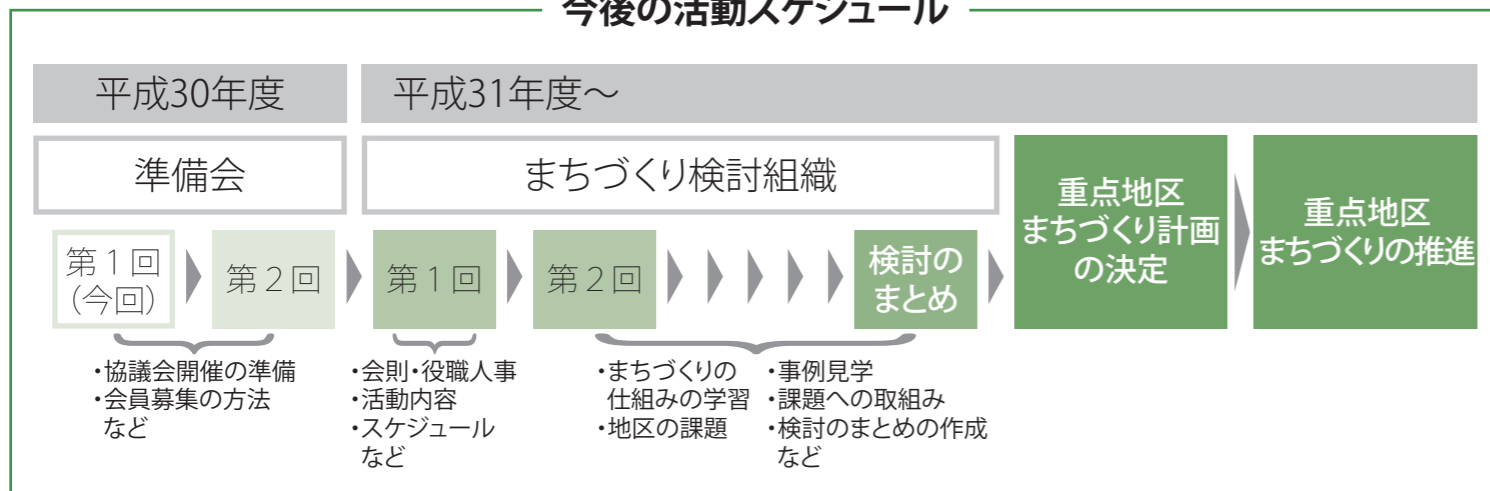 今後の活動スケジュール
平成30年度
平成31年度～
準備会
まちづくり検討組織
第1回
(今回)
第2回
第1回
第2回
検討の
まとめ
重点地区
まちづくり計画
の決定
重点地区
まちづくりの推進
・協議会開催の準備
・会員募集の方法
など
・会則・役職人事
・活動内容
・スケジュール
など
・まちづくりの
仕組みの学習
・地区の課題
・事例見学
・課題への取組み
・検討のまとめの作成
など